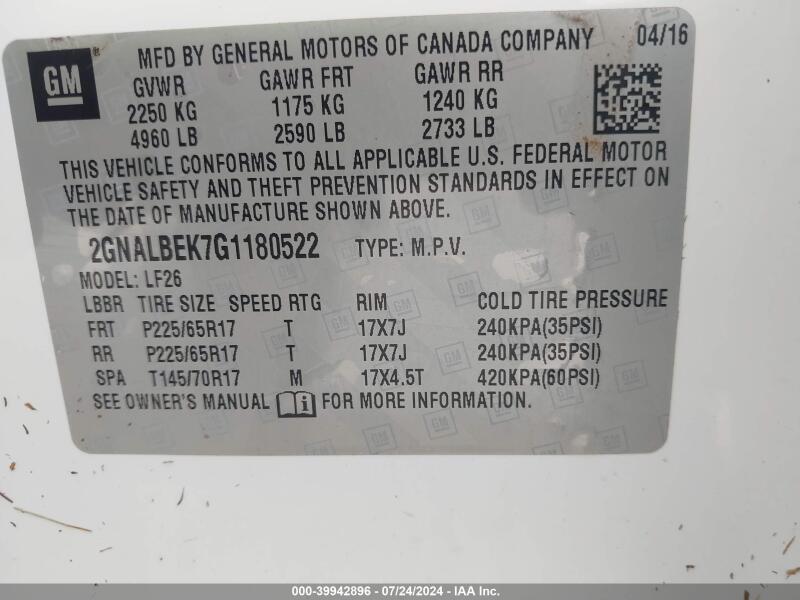 GM MFD BY GENERAL MOTORS OF CANADA COMPANY 04/16
GVWR GAWR FRT GAWR RR
2250 KG 1175 KG 1240 KG
4960 LB 2590 LB 2733 LB
THIS VEHICLE CONFORMS TO ALL APPLICABLE U.S. FEDERAL MOTOR
VEHICLE SAFETY AND THEFT PREVENTION STANDARDS IN EFFECT ON
THE DATE OF MANUFACTURE SHOWN ABOVE.
2GNALBEK7G1180522 TYPE: M.P.V.
MODEL: LF26
LBBR TIRE SIZE SPEED RTG RIM COLD TIRE PRESSURE
FRT P225/65R17 T 17X7J 240KPA(35PSI)
RR P225/65R17 T 17X7J 240KPA(35PSI)
SPA T145/70R17 M 17X4.5T 420KPA(60PSI)
SEE OWNER'S MANUAL i FOR MORE INFORMATION.
000-39942896 - 07/24/2024 - IAA Inc.